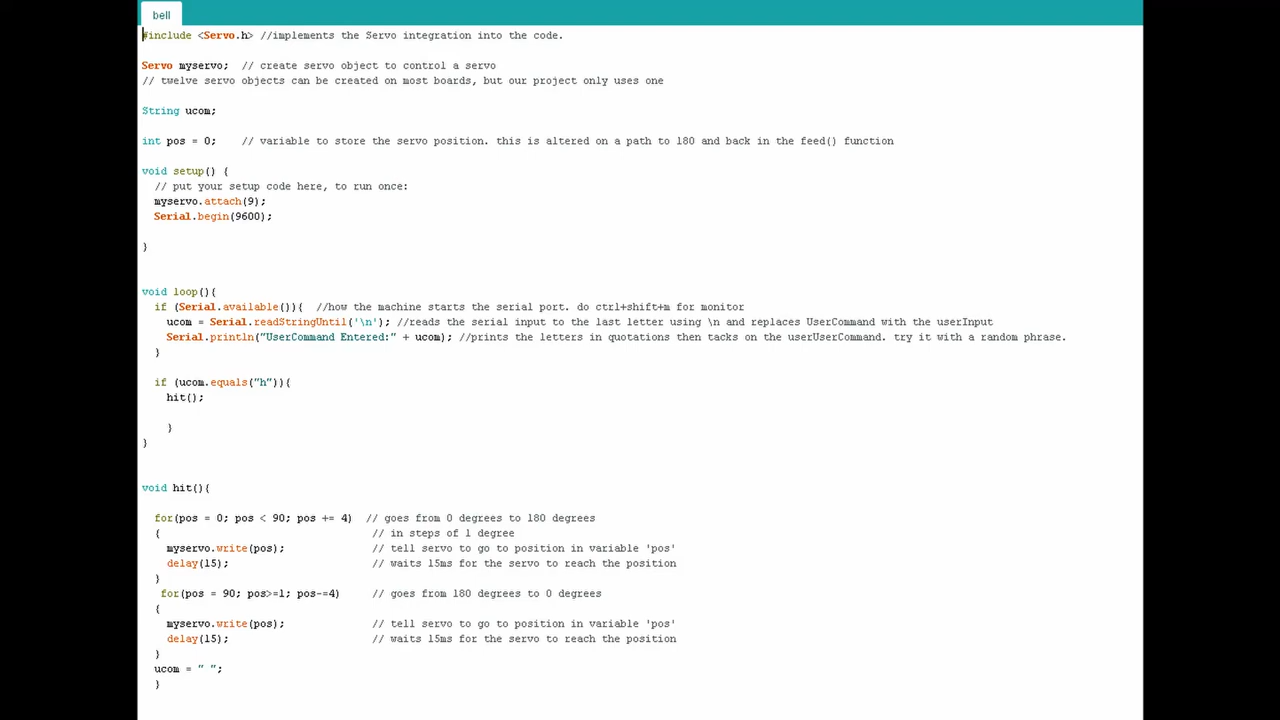 bell
#include <Servo.h> //implements the Servo integration into the code.
Servo myservo;  // create servo object to control a servo
// twelve servo objects can be created on most boards, but our project only uses one
String ucom;
int pos = 0;    // variable to store the servo position. this is altered on a path to 180 and back in the feed() function
void setup() {
  // put your setup code here, to run once:
  myservo.attach(9);
  Serial.begin(9600);
}
void loop(){
  if (Serial.available()){  //how the machine starts the serial port. do ctrl+shift+m for monitor
    ucom = Serial.readStringUntil('\n'); //reads the serial input to the last letter using \n and replaces UserCommand with the userInput
    Serial.println("UserCommand Entered:" + ucom); //prints the letters in quotations then tacks on the userUserCommand. try it with a random phrase.
  }
  if (ucom.equals("h")){
    hit();
    }
}
void hit(){
  for(pos = 0; pos < 90; pos += 4)  // goes from 0 degrees to 180 degrees
  {                                  // in steps of 1 degree
    myservo.write(pos);              // tell servo to go to position in variable 'pos'
    delay(15);                       // waits 15ms for the servo to reach the position
  }
   for(pos = 90; pos>=1; pos-=4)     // goes from 180 degrees to 0 degrees
  {
    myservo.write(pos);              // tell servo to go to position in variable 'pos'
    delay(15);                       // waits 15ms for the servo to reach the position
  }
  ucom = " ";
  }